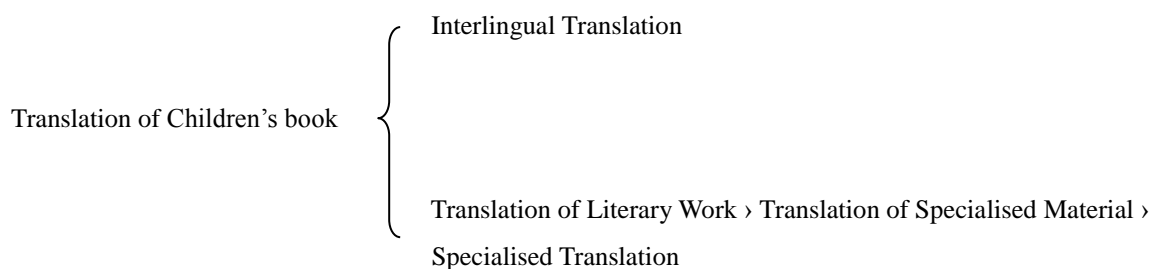 Interlingual Translation
Translation of Children’s book
Translation of Literary Work › Translation of Specialised Material ›
Specialised Translation